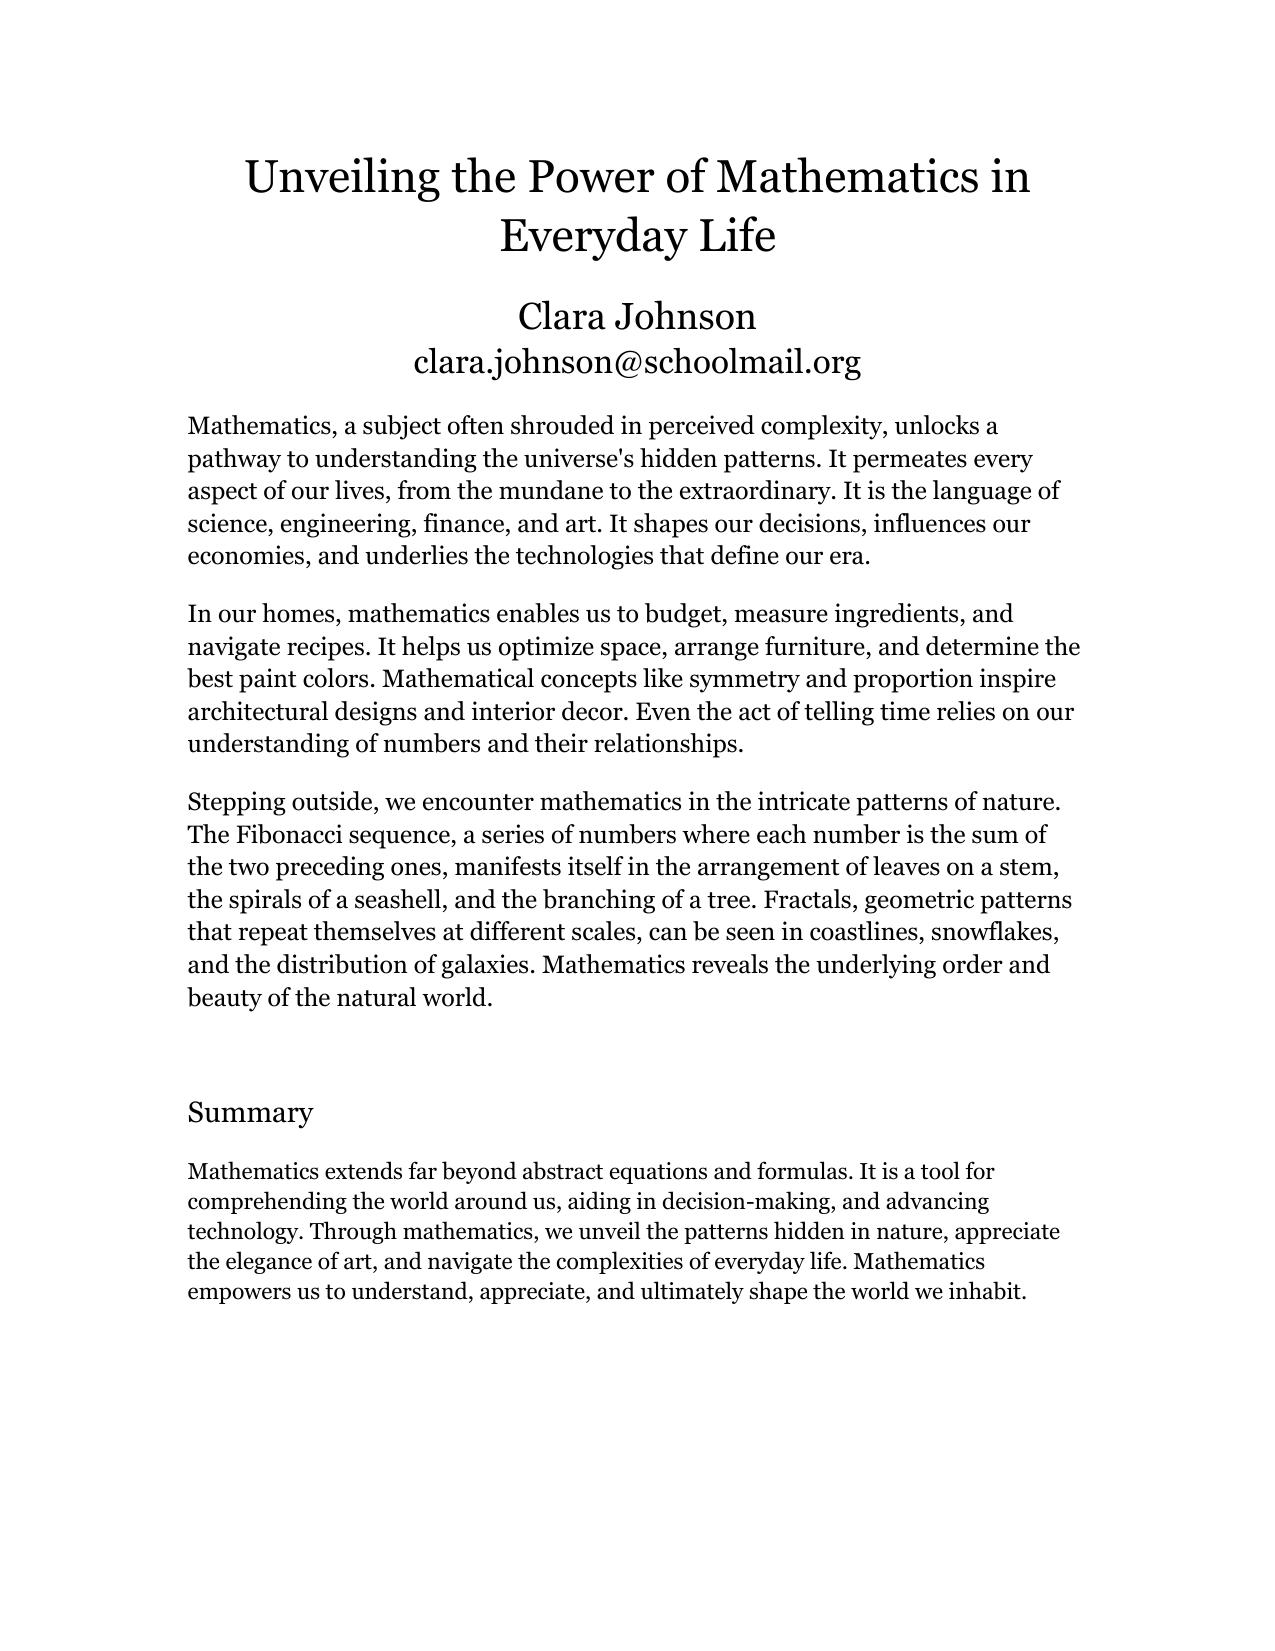 Unveiling the Power of Mathematics in
Everyday Life
Clara Johnson
clara.johnson@schoolmail.org
Mathematics, a subject often shrouded in perceived complexity, unlocks a
pathway to understanding the universe's hidden patterns. It permeates every
aspect of our lives, from the mundane to the extraordinary. It is the language of
science, engineering, finance, and art. It shapes our decisions, influences our
economies, and underlies the technologies that define our era.
In our homes, mathematics enables us to budget, measure ingredients, and
navigate recipes. It helps us optimize space, arrange furniture, and determine the
best paint colors. Mathematical concepts like symmetry and proportion inspire
architectural designs and interior decor. Even the act of telling time relies on our
understanding of numbers and their relationships.
Stepping outside, we encounter mathematics in the intricate patterns of nature.
The Fibonacci sequence, a series of numbers where each number is the sum of
the two preceding ones, manifests itself in the arrangement of leaves on a stem,
the spirals of a seashell, and the branching of a tree. Fractals, geometric patterns
that repeat themselves at different scales, can be seen in coastlines, snowflakes,
and the distribution of galaxies. Mathematics reveals the underlying order and
beauty of the natural world.
Summary
Mathematics extends far beyond abstract equations and formulas. It is a tool for
comprehending the world around us, aiding in decision-making, and advancing
technology. Through mathematics, we unveil the patterns hidden in nature, appreciate
the elegance of art, and navigate the complexities of everyday life. Mathematics
empowers us to understand, appreciate, and ultimately shape the world we inhabit.